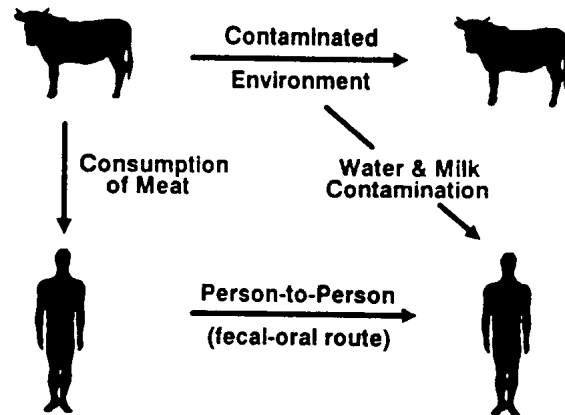 Contaminated
Environment
Consumption
of Meat
Water & Milk
Contamination
Person-to-Person
(fecal-oral route)